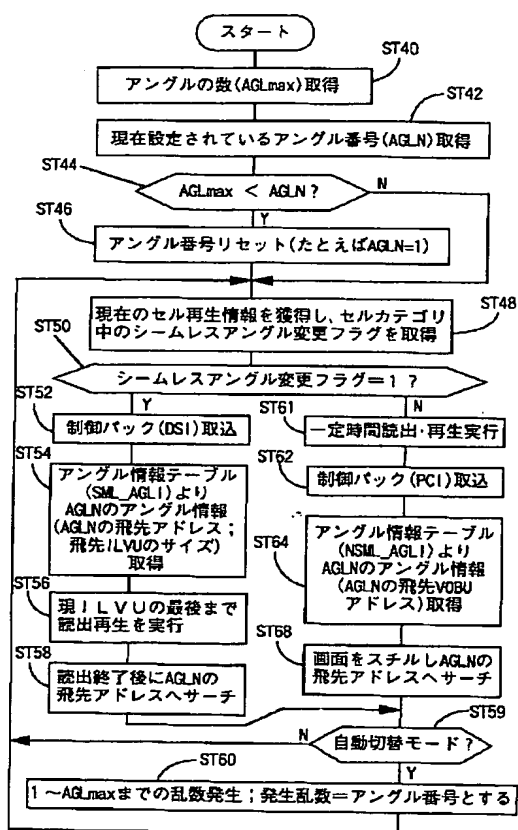 スタート
ST40
アングルの数(AGLmax)取得
ST42
現在設定されているアングル番号(AGLN)取得
ST44
AGLmax < AGLN?
N
Y
ST46
アングル番号リセット(たとえばAGLN=1)
現在のセル再生情報を獲得し、セルカテゴリ
中のシームレスアングル変更フラグを取得
ST48
ST50
シームレスアングル変更フラグ=1?
Y
N
ST52
制御パック(DSI)取込
ST54
アングル情報テーブル
(SML_AGLI)より
AGLNのアングル情報
(AGLNの飛先アドレス;
飛先ILVUのサイズ)
取得
ST56
現ILVUの最後まで
読出再生を実行
ST58
読出終了後にAGLNの
飛先アドレスへサーチ
ST61
一定時間読出・再生実行
ST62
制御パック(PCI)取込
ST64
アングル情報テーブル
(NSML_AGLI)より
AGLNのアングル情報
(AGLNの飛先VOBU
アドレス)取得
ST68
画面をスチルしAGLNの
飛先アドレスへサーチ
ST59
自動切替モード?
N
Y
ST60
1~AGLmaxまでの乱数発生;発生乱数=アングル番号とする